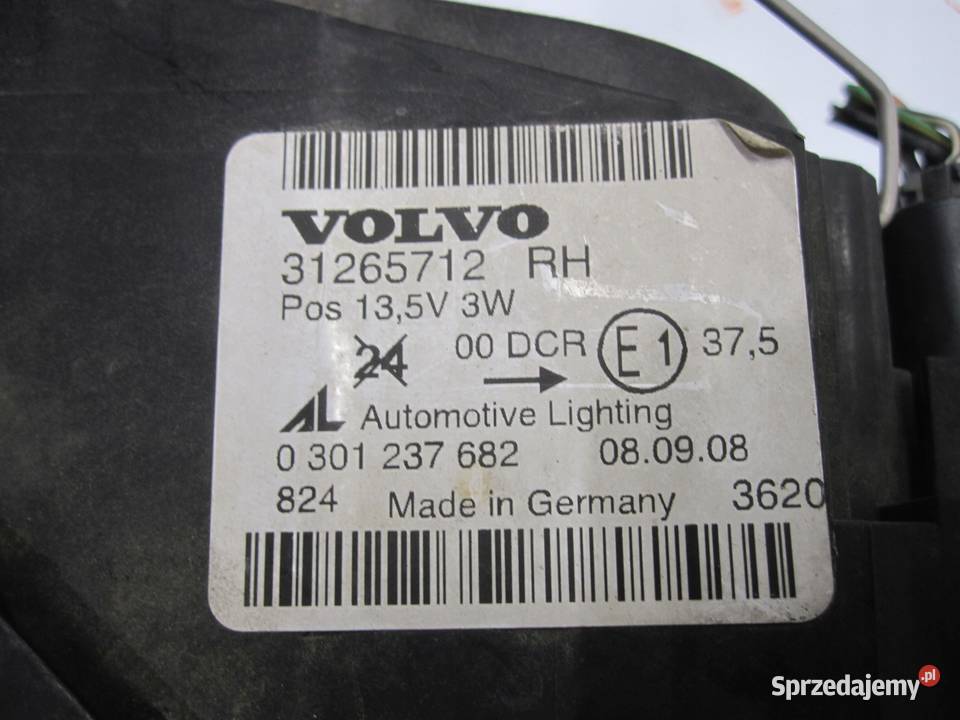 VOLVO
31265712 RH
Pos 13,5V 3W
24 00 DCR E1 37,5
AL Automotive Lighting
0 301 237 682 08.09.08
824 Made in Germany 3620
Sprzedajemy.pl